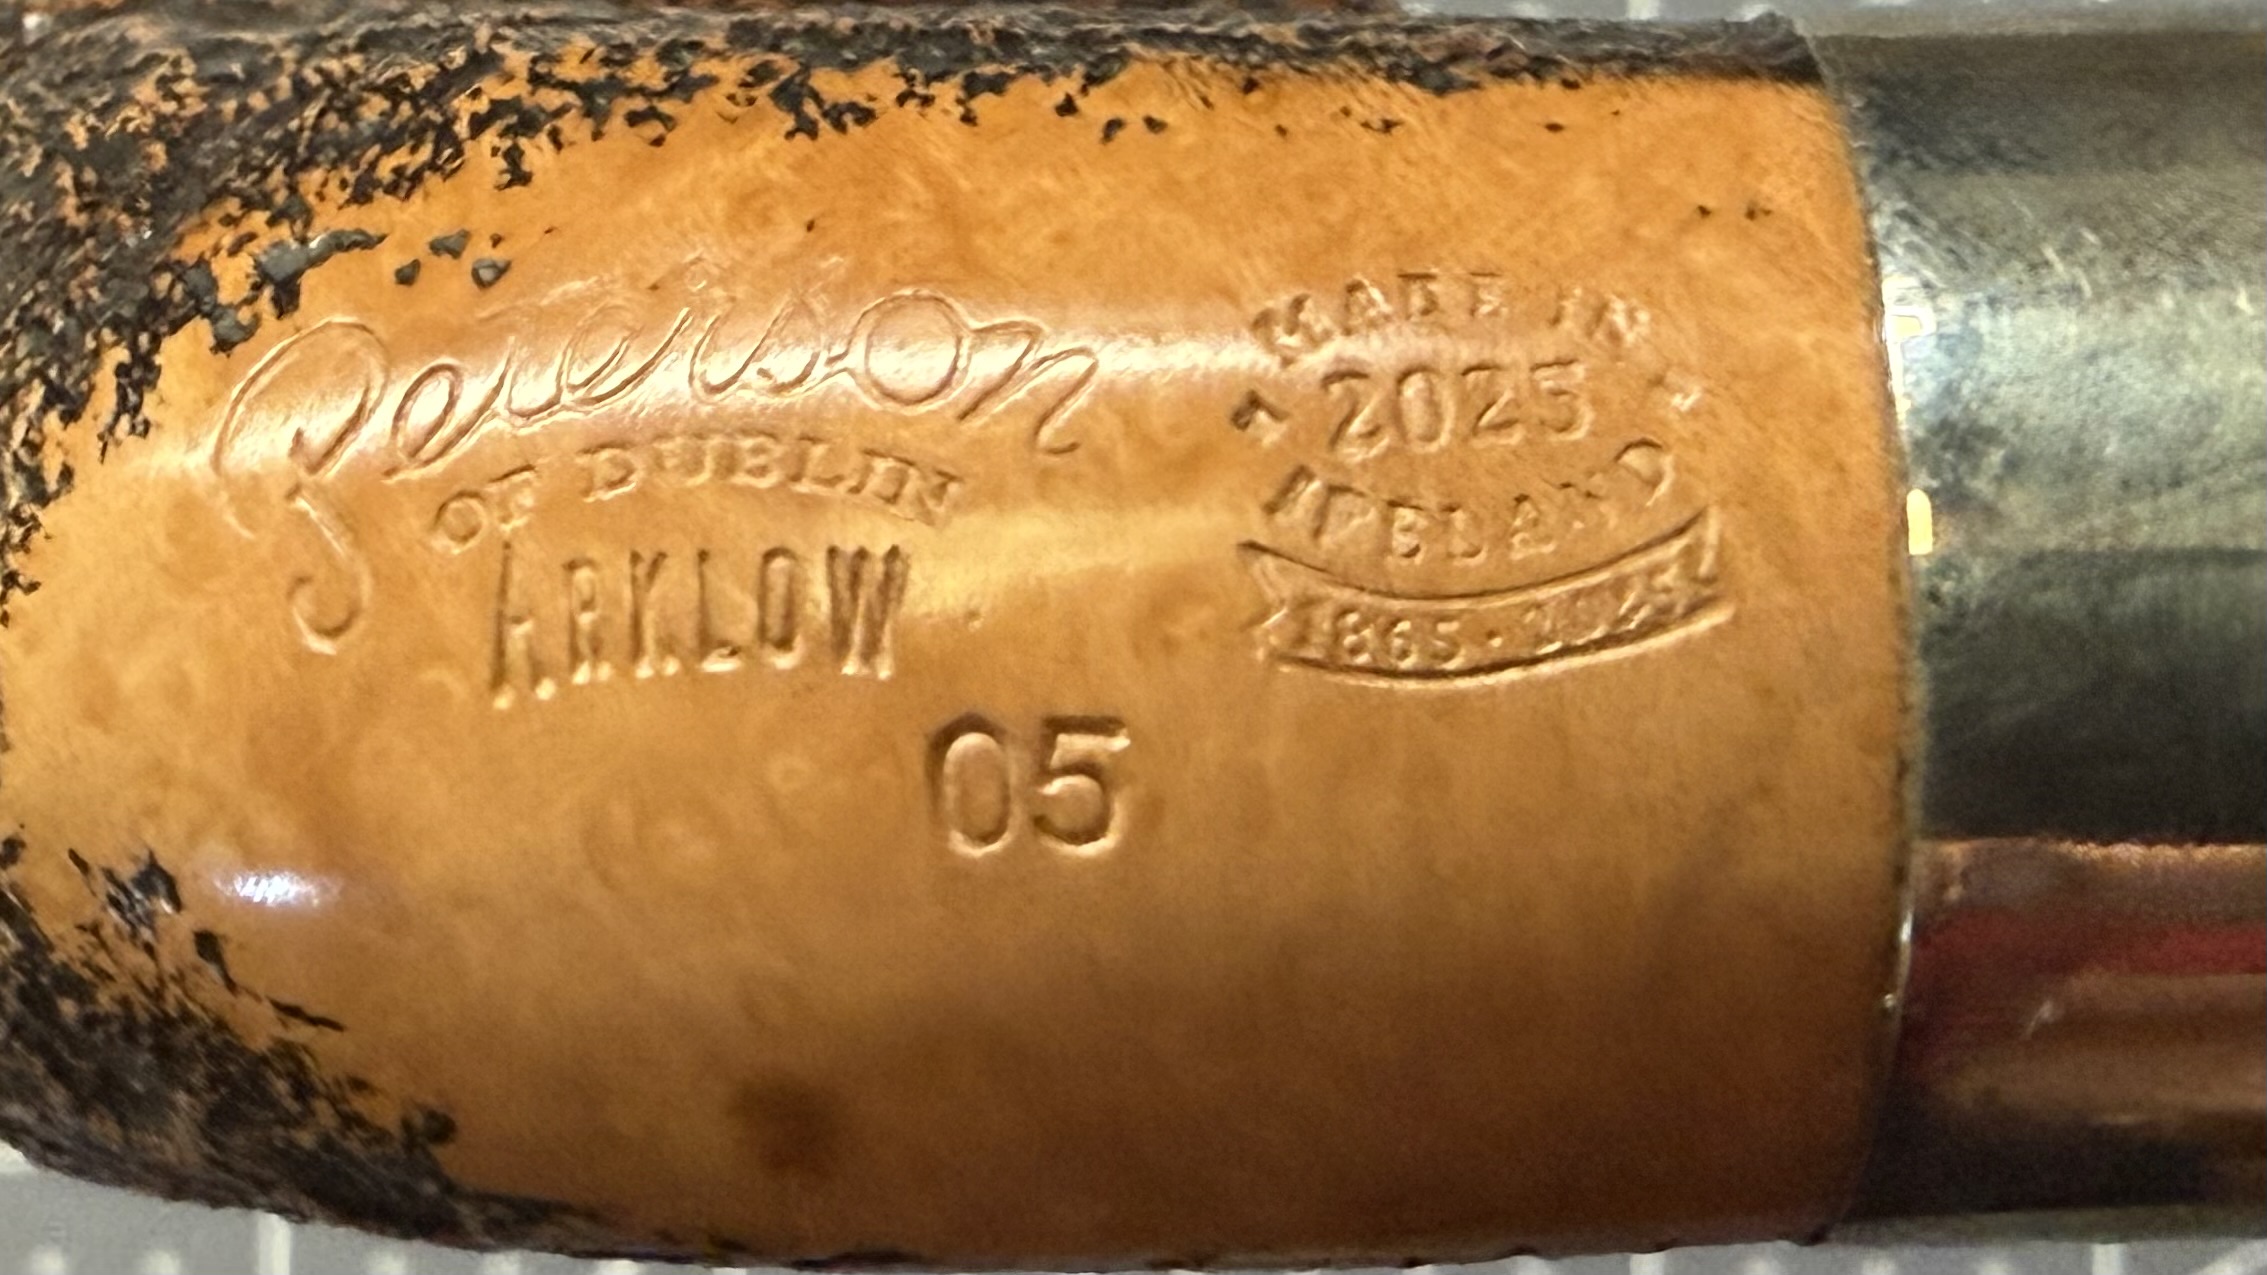 Peterson
OF DUBLIN
ARKLOW
05
MADE IN
2025
IRELAND
1865 · 2025